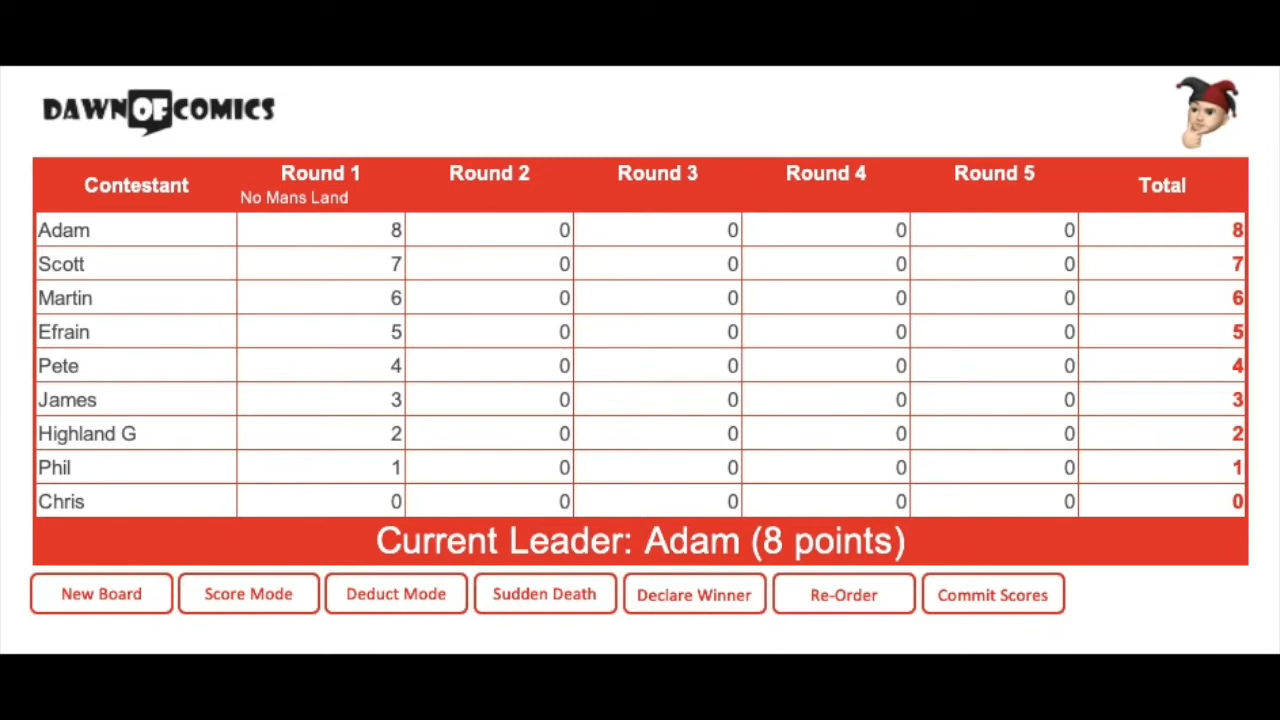 DAWN OF COMICS
Contestant Round 1 Round 2 Round 3 Round 4 Round 5 Total
No Mans Land
Adam 8 0 0 0 0 8
Scott 7 0 0 0 0 7
Martin 6 0 0 0 0 6
Efrain 5 0 0 0 0 5
Pete 4 0 0 0 0 4
James 3 0 0 0 0 3
Highland G 2 0 0 0 0 2
Phil 1 0 0 0 0 1
Chris 0 0 0 0 0 0
Current Leader: Adam (8 points)
New Board Score Mode Deduct Mode Sudden Death Declare Winner Re-Order Commit Scores